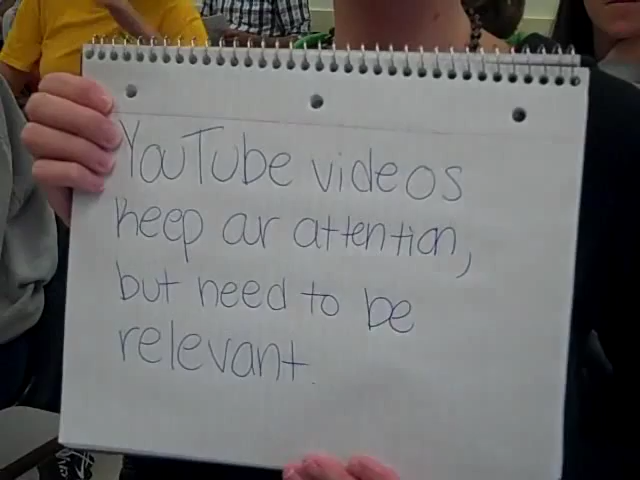 YouTube videos
keep our attention,
but need to be
relevant.